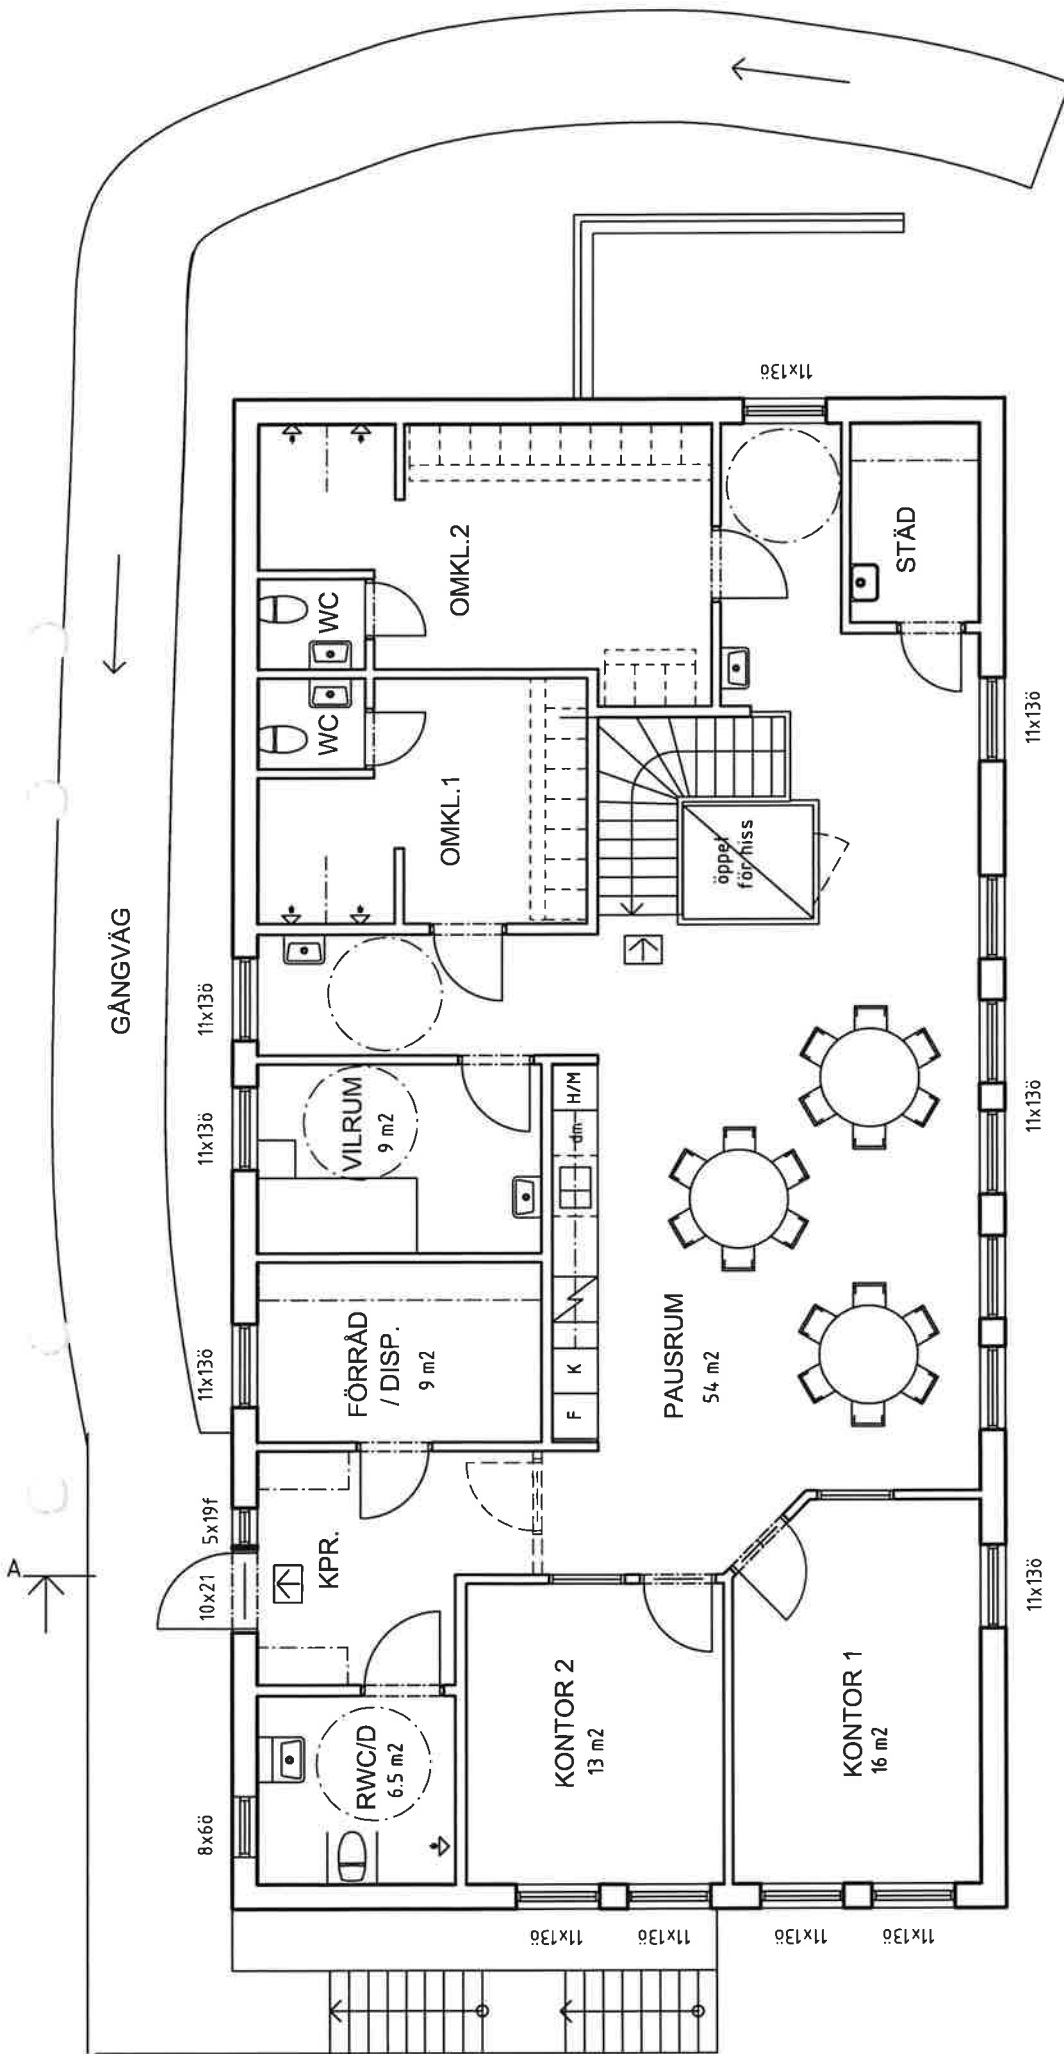 GÅNGVÄG
A
8x6ö
10x21
5x19f
11x13ö
11x13ö
11x13ö
RWC/D
6.5 m2
KPR.
FÖRRÅD
/ DISP.
9 m2
VILRUM
9 m2
WC
WC
OMKL.1
OMKL.2
F
K
dm
H/M
KONTOR 2
13 m2
PAUSRUM
54 m2
öppet
för hiss
KONTOR 1
16 m2
STÄD
11x13ö
11x13ö
11x13ö
11x13ö
11x13ö
11x13ö
11x13ö
11x13ö